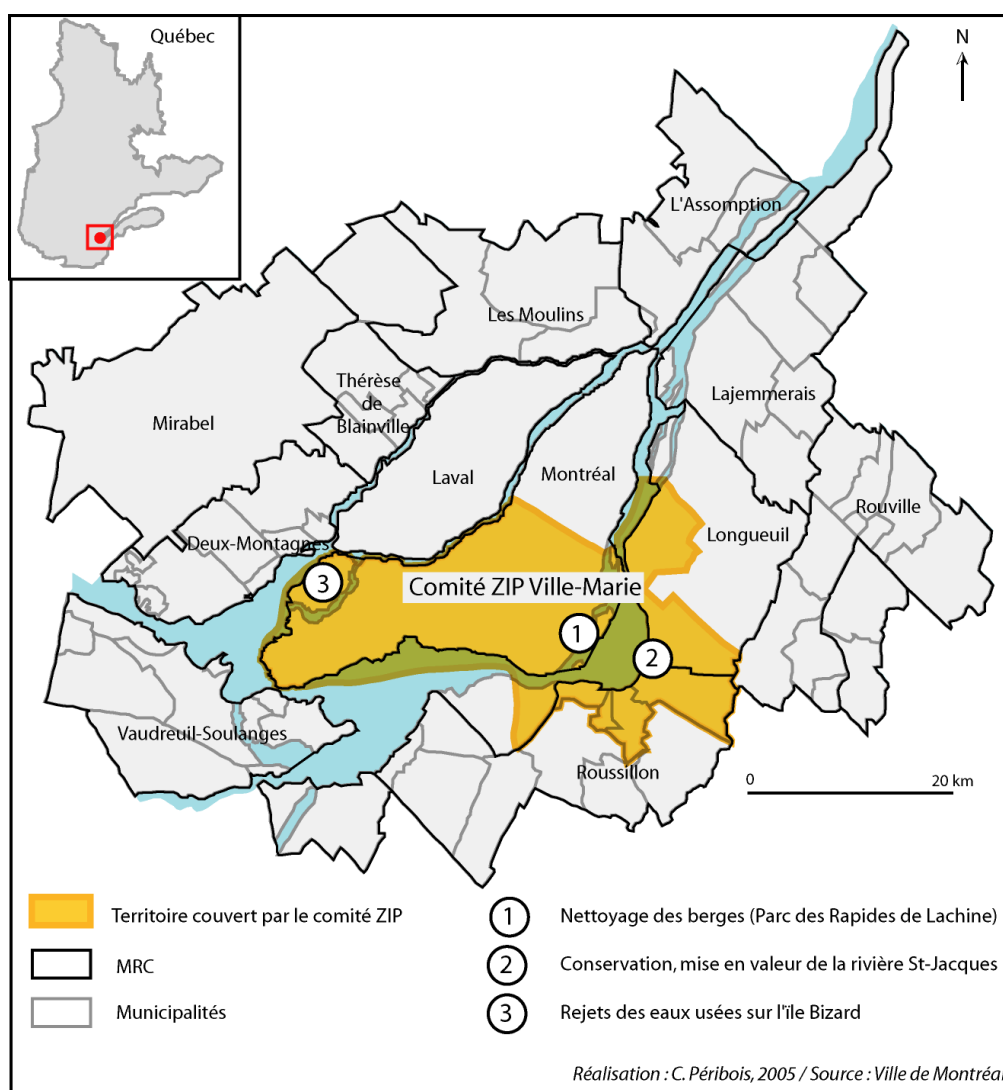 Québec
N
L'Assomption
Les Moulins
Thérèse
de
Blainville
Lajemmerais
Mirabel
Laval
Montréal
Rouville
Longueuil
Deux-Montagnes
3
Comité ZIP Ville-Marie
1
2
Vaudreuil-Soulanges
Roussillon
0 20 km
Territoire couvert par le comité ZIP
MRC
Municipalités
1 Nettoyage des berges (Parc des Rapides de Lachine)
2 Conservation, mise en valeur de la rivière St-Jacques
3 Rejets des eaux usées sur l'île Bizard
Réalisation : C. Péribois, 2005 / Source : Ville de Montréal